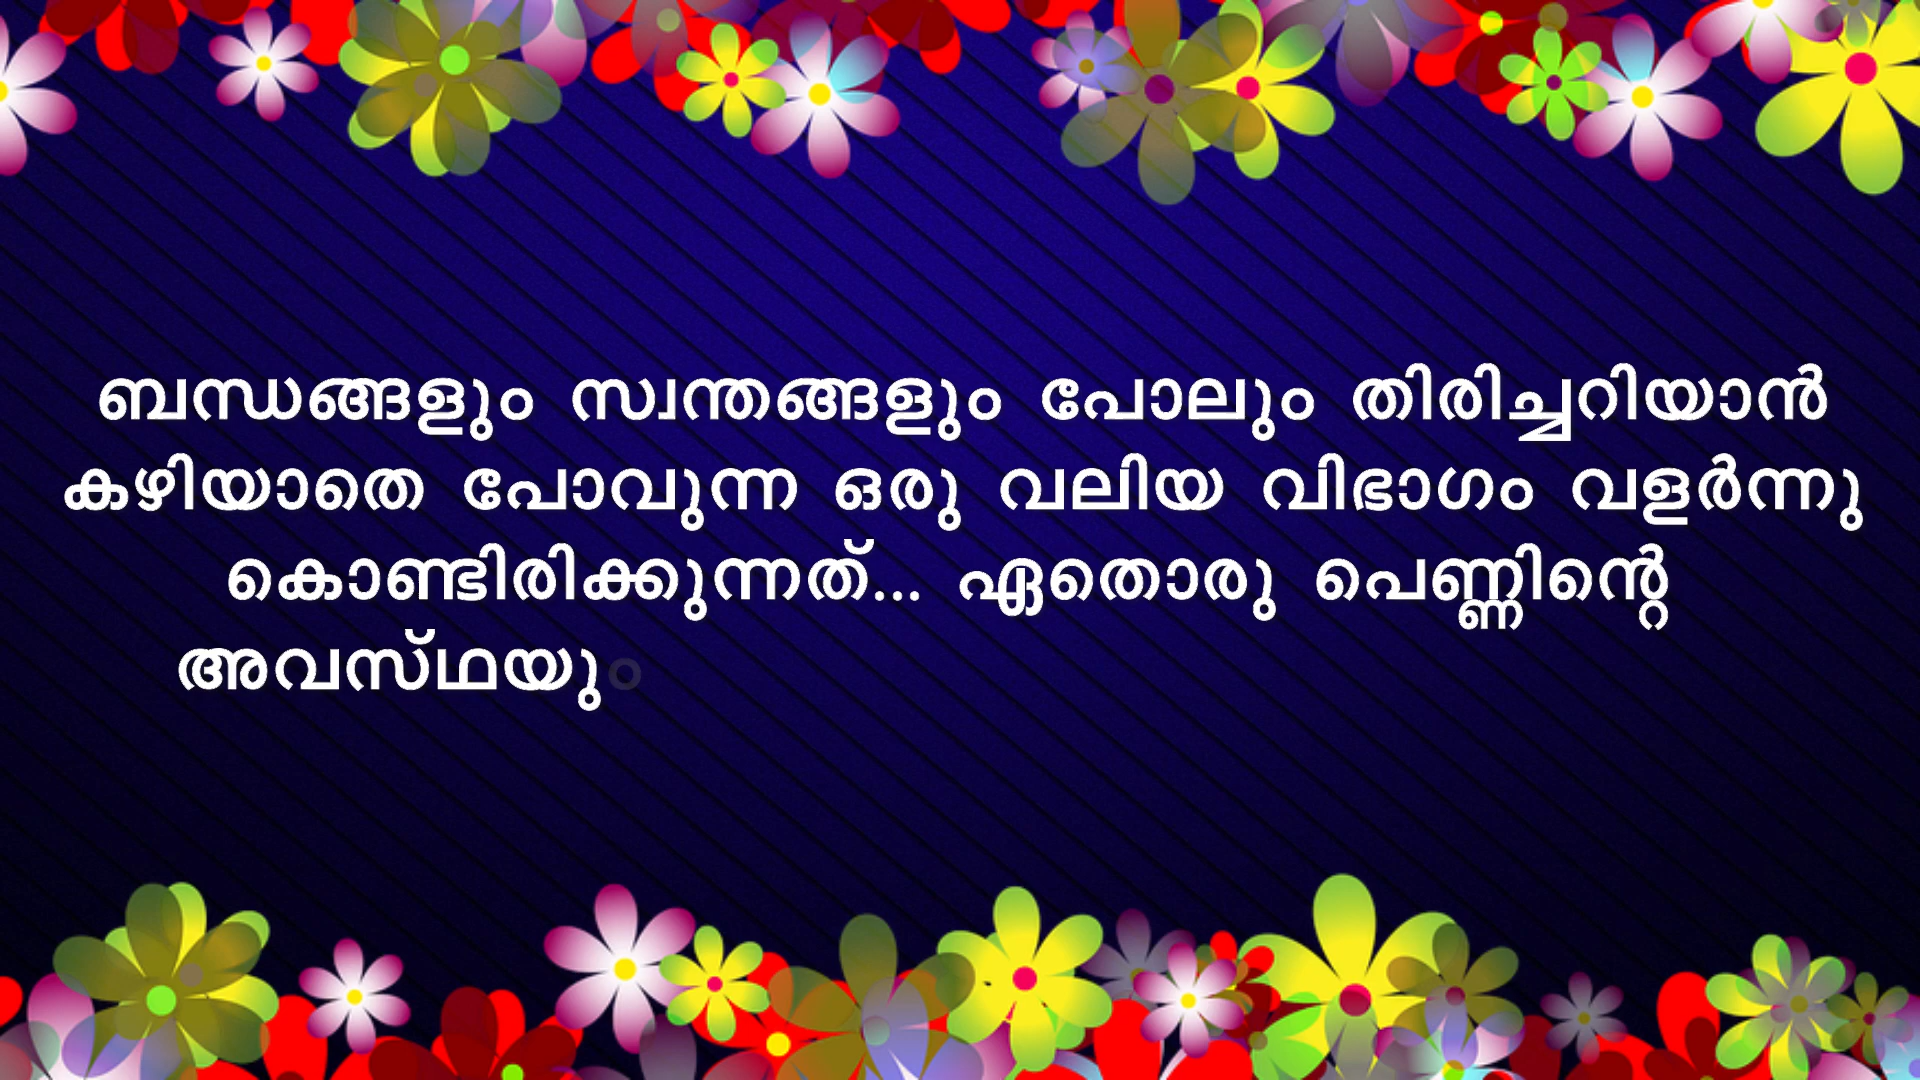 ബന്ധങ്ങളും സ്വന്തങ്ങളും പോലും തിരിച്ചറിയാൻ
കഴിയാതെ പോവുന്ന ഒരു വലിയ വിഭാഗം വളർന്നു
കൊണ്ടിരിക്കുന്നത്... ഏതൊരു പെണ്ണിന്റെ
അവസ്ഥയും